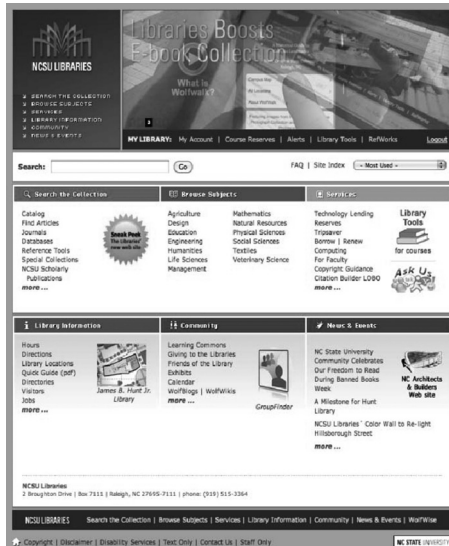 Libraries Boosts
E-book Collection
What is
Wolfwalk?
NCSU LIBRARIES
> SEARCH THE COLLECTION
> BROWSE SUBJECTS
> SERVICES
> LIBRARY INFORMATION
> COMMUNITY
> NEWS & EVENTS
MY LIBRARY: My Account | Course Reserves | Alerts | Library Tools | RefWorks Logout
Search: Go FAQ | Site Index - Most Used -
Search the Collection
Catalog
Find Articles
Journals
Databases
Reference Tools
Special Collections
NCSU Scholarly
Publications
more ...
Sneak Peek
The Libraries'
new web site
Browse Subjects
Agriculture
Design
Education
Engineering
Humanities
Life Sciences
Management
Mathematics
Natural Resources
Physical Sciences
Social Sciences
Textiles
Veterinary Science
Services
Technology Lending
Reserves
Tripsaver
Borrow | Renew
Computing
For Faculty
Copyright Guidance
Citation Builder LOBO
more ...
Library
Tools
for courses
Ask Us
Library Information
Hours
Directions
Library Locations
Quick Guide (pdf)
Directories
Visitors
Jobs
more ...
James B. Hunt Jr.
Library
Community
Learning Commons
Giving to the Libraries
Friends of the Library
Exhibits
Calendar
WolfBlogs | WolfWikis
more ...
GroupFinder
News & Events
NC State University
Community Celebrates
Our Freedom to Read
During Banned Books
Week
A Milestone for Hunt
Library
NCSU Libraries' Color Wall to Re-light
Hillsborough Street
more ...
NC Architects
& Builders
Web site
NCSU Libraries
2 Broughton Drive | Box 7111 | Raleigh, NC 27695-7111 | phone: (919) 515-3364
NCSU LIBRARIES Search the Collection | Browse Subjects | Services | Library Information | Community | News & Events | WolfWise
Copyright | Disclaimer | Disability Services | Text Only | Contact Us | Staff Only NC STATE UNIVERSITY